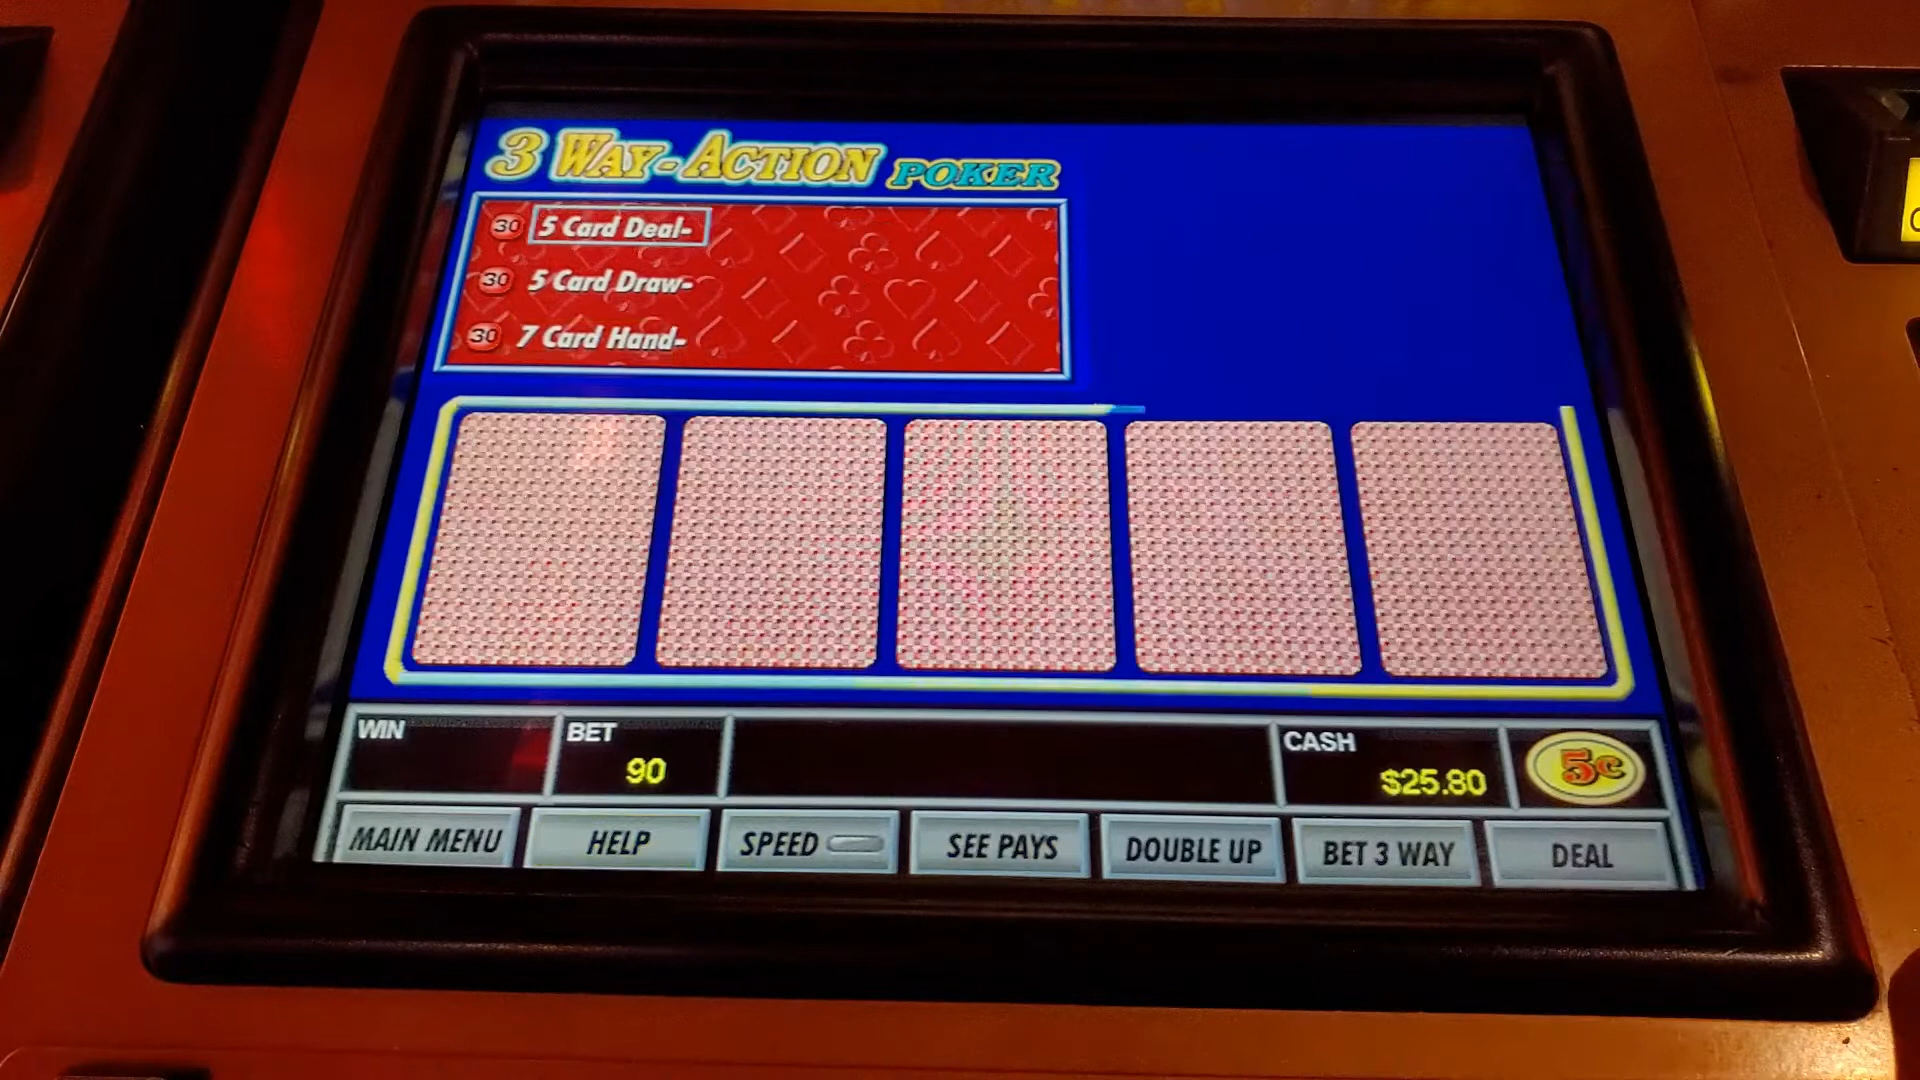 3 WAY-ACTION POKER
30 5 Card Deal-
30 5 Card Draw-
30 7 Card Hand-
WIN BET CASH
90 $25.80 5¢
MAIN MENU HELP SPEED SEE PAYS DOUBLE UP BET 3 WAY DEAL